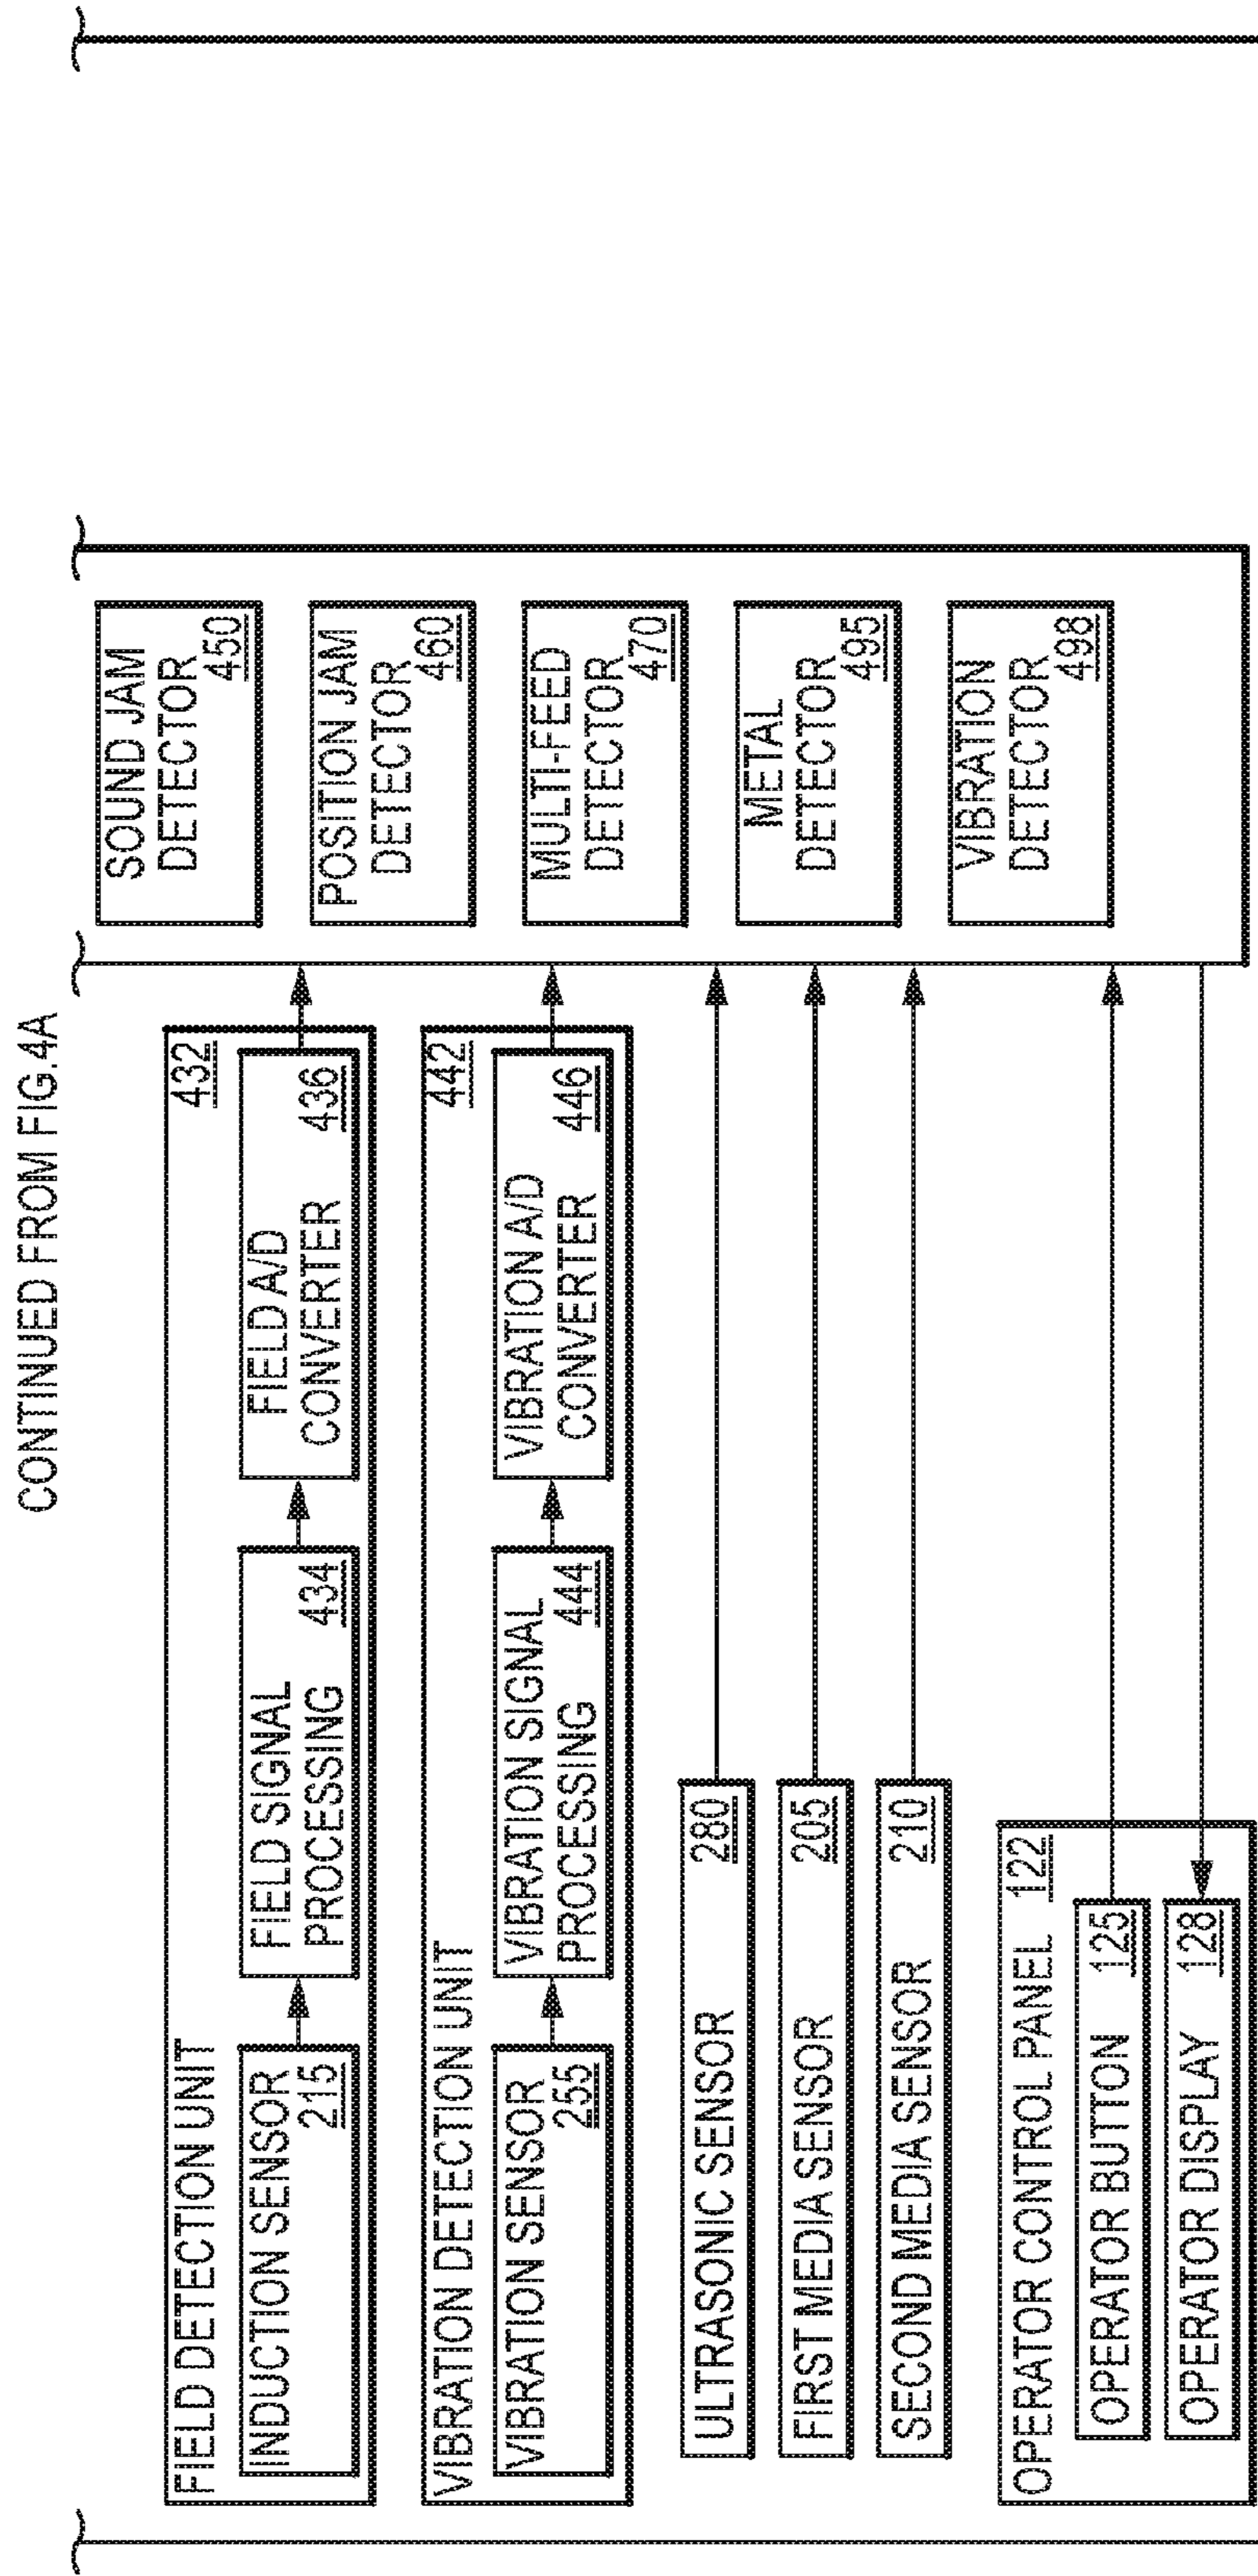 CONTINUED FROM FIG.4A
FIELD DETECTION UNIT
432
INDUCTION SENSOR
215
FIELD SIGNAL
PROCESSING
434
FIELD A/D
CONVERTER
436
VIBRATION DETECTION UNIT
442
VIBRATION SENSOR
255
VIBRATION SIGNAL
PROCESSING
444
VIBRATION A/D
CONVERTER
446
ULTRASONIC SENSOR 280
FIRST MEDIA SENSOR 205
SECOND MEDIA SENSOR 210
OPERATOR CONTROL PANEL 122
OPERATOR BUTTON 125
OPERATOR DISPLAY 128
SOUND JAM
DETECTOR
450
POSITION JAM
DETECTOR
460
MULTI-FEED
DETECTOR
470
METAL
DETECTOR
495
VIBRATION
DETECTOR
498